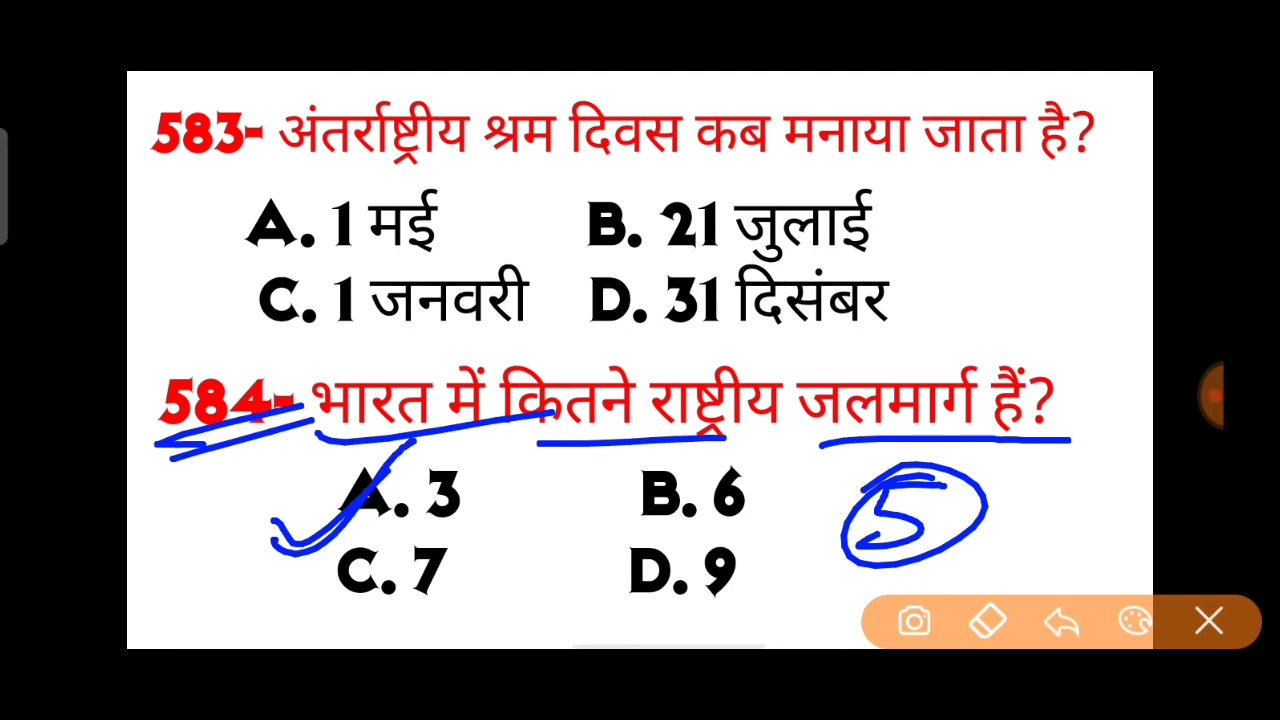 583- अंतर्राष्ट्रीय श्रम दिवस कब मनाया जाता है?
A. 1 मई B. 21 जुलाई
C. 1 जनवरी D. 31 दिसंबर
584- भारत में कितने राष्ट्रीय जलमार्ग हैं?
A. 3 B. 6 5
C. 7 D. 9